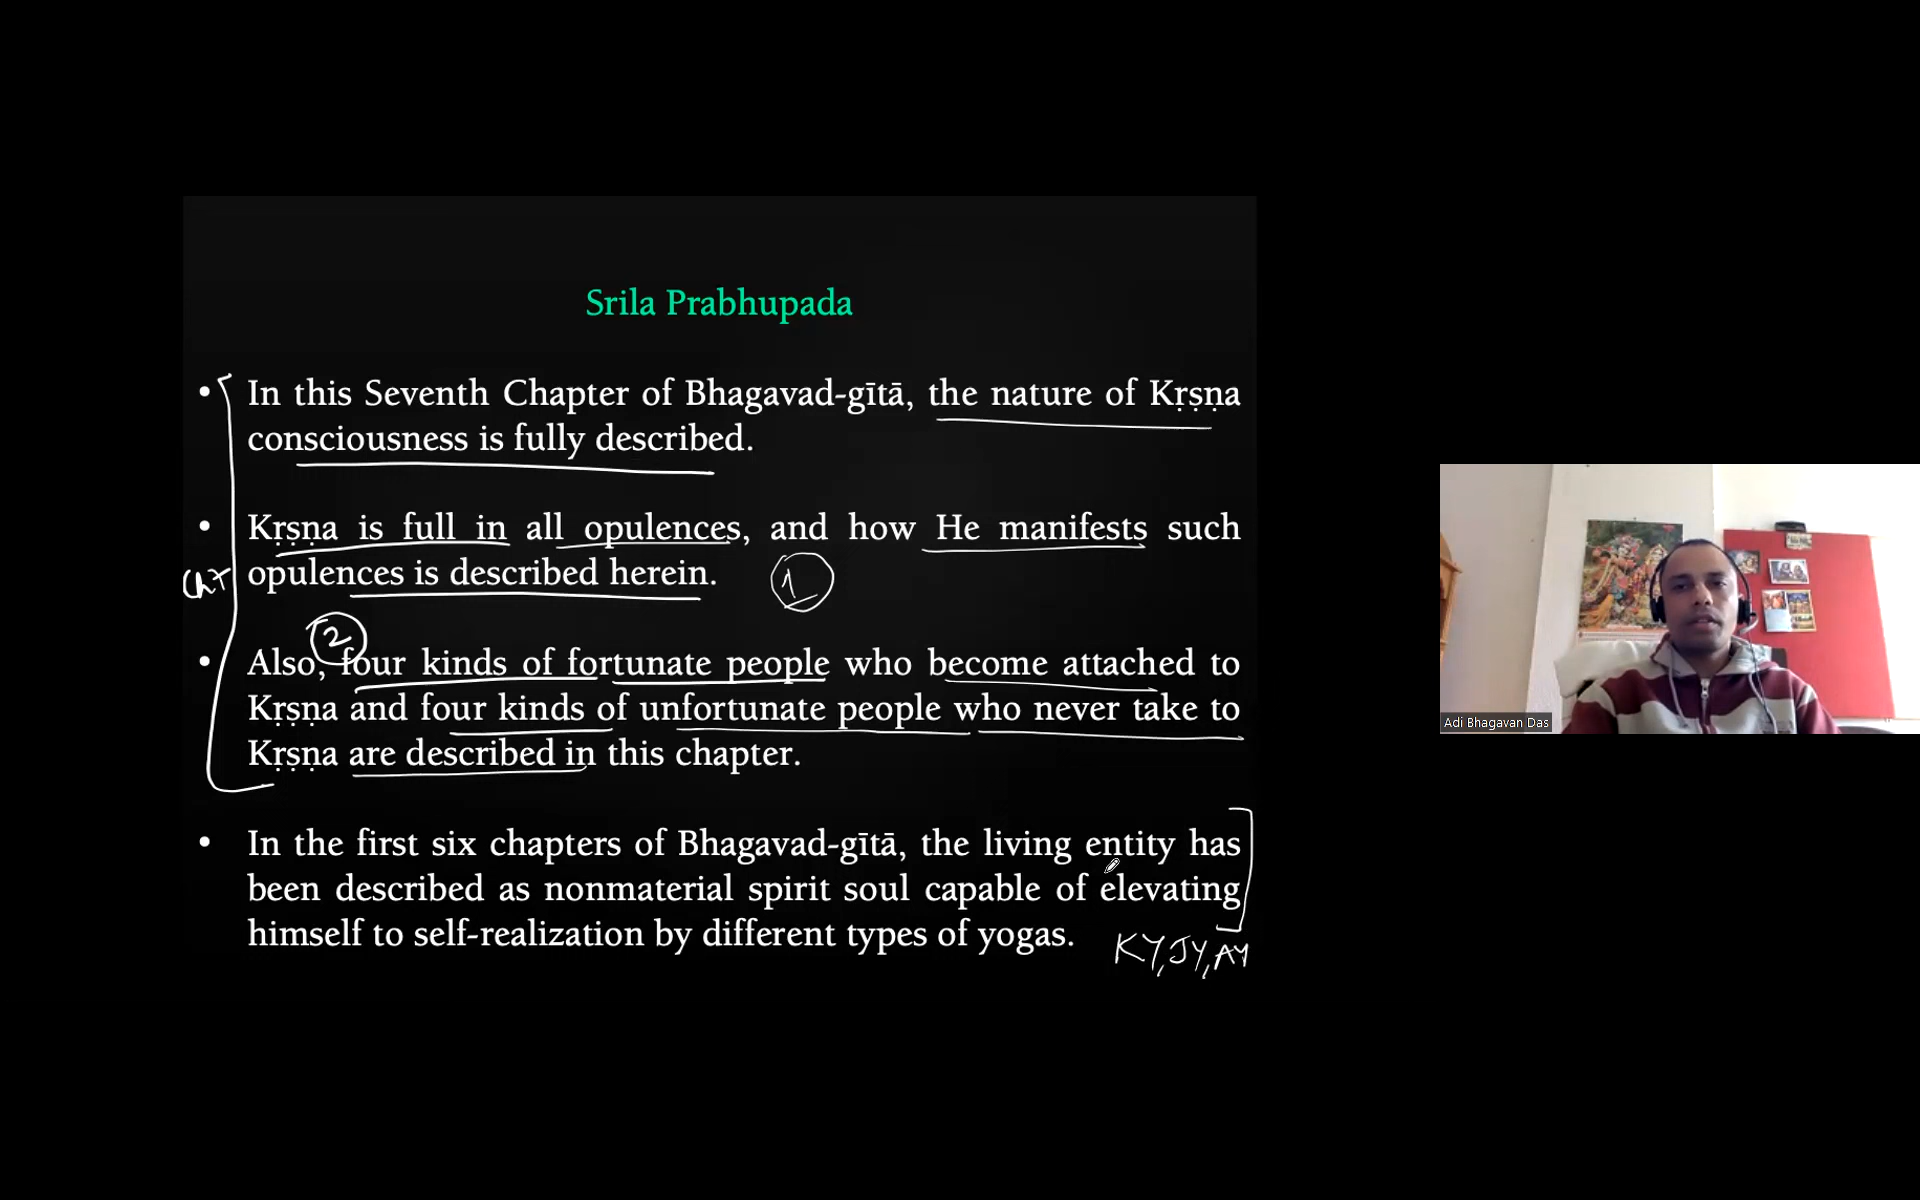 Srila Prabhupada
• In this Seventh Chapter of Bhagavad-gītā, the nature of Kṛṣṇa
consciousness is fully described.
• Kṛṣṇa is full in all opulences, and how He manifests such
Ch 7 opulences is described herein. 1
2
• Also, four kinds of fortunate people who become attached to
Kṛṣṇa and four kinds of unfortunate people who never take to
Kṛṣṇa are described in this chapter.
Adi Bhagavan Das
• In the first six chapters of Bhagavad-gītā, the living entity has
been described as nonmaterial spirit soul capable of elevating
himself to self-realization by different types of yogas.
KY, JY, AY